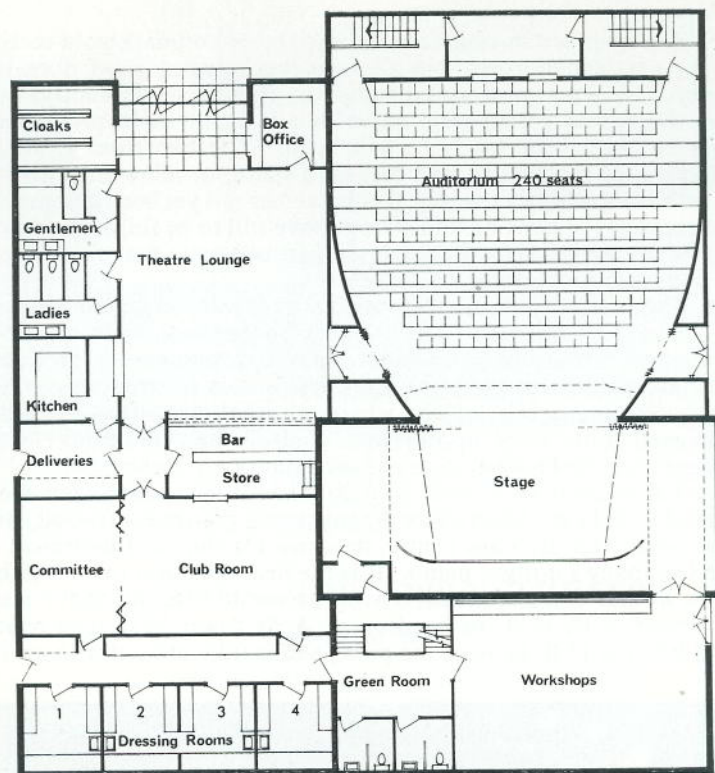 Cloaks
Box
Office
Auditorium 240 seats
Gentlemen
Theatre Lounge
Ladies
Kitchen
Bar
Deliveries
Store
Stage
Committee
Club Room
Green Room
Workshops
1 2 3 4
Dressing Rooms